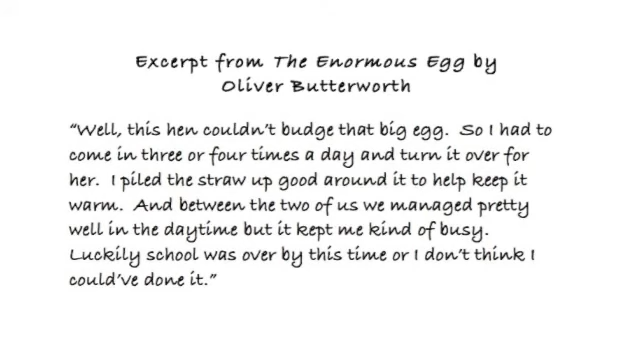 Excerpt from The Enormous Egg by
Oliver Butterworth
“Well, this hen couldn’t budge that big egg.  So I had to
come in three or four times a day and turn it over for
her.  I piled the straw up good around it to help keep it
warm.  And between the two of us we managed pretty
well in the daytime but it kept me kind of busy.
Luckily school was over by this time or I don’t think I
could’ve done it.”